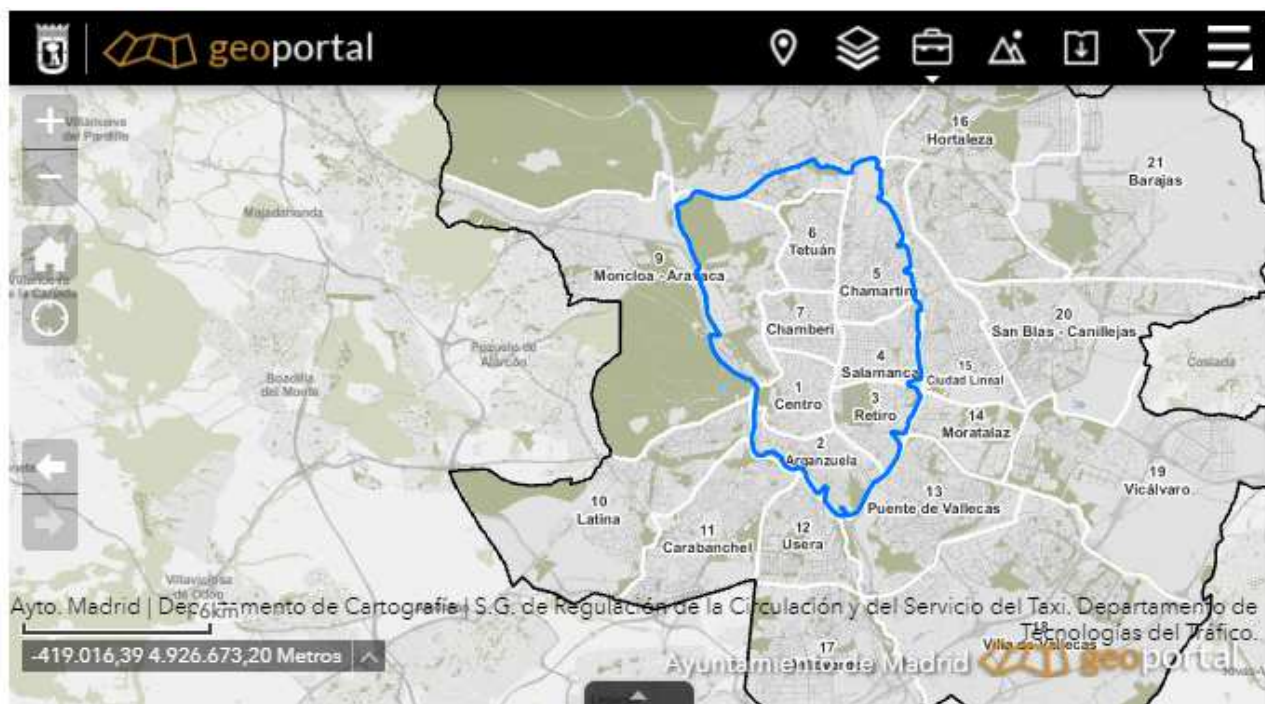 geoportal
16
Hortaleza
21
Barajas
Villanueva
del Pardillo
Majadahonda
6
Tetuán
9
Moncloa - Aravaca
5
Chamartín
7
Chamberí
20
San Blas - Canillejas
Pozuelo de
Alarcón
4
Salamanca
15
Ciudad Lineal
Coslada
Boadilla
del Monte
1
Centro
3
Retiro
14
Moratalaz
2
Arganzuela
19
Vicálvaro
10
Latina
13
Puente de Vallecas
11
Carabanchel
12
Usera
Villaviciosa
de Odón
6km
Ayto. Madrid | Departamento de Cartografía | S.G. de Regulación de la Circulación y del Servicio del Taxi. Departamento de
Tecnologías del Tráfico.
18
Villa de Vallecas
-419.016,39 4.926.673,20 Metros
17
Ayuntamiento de Madrid geoportal